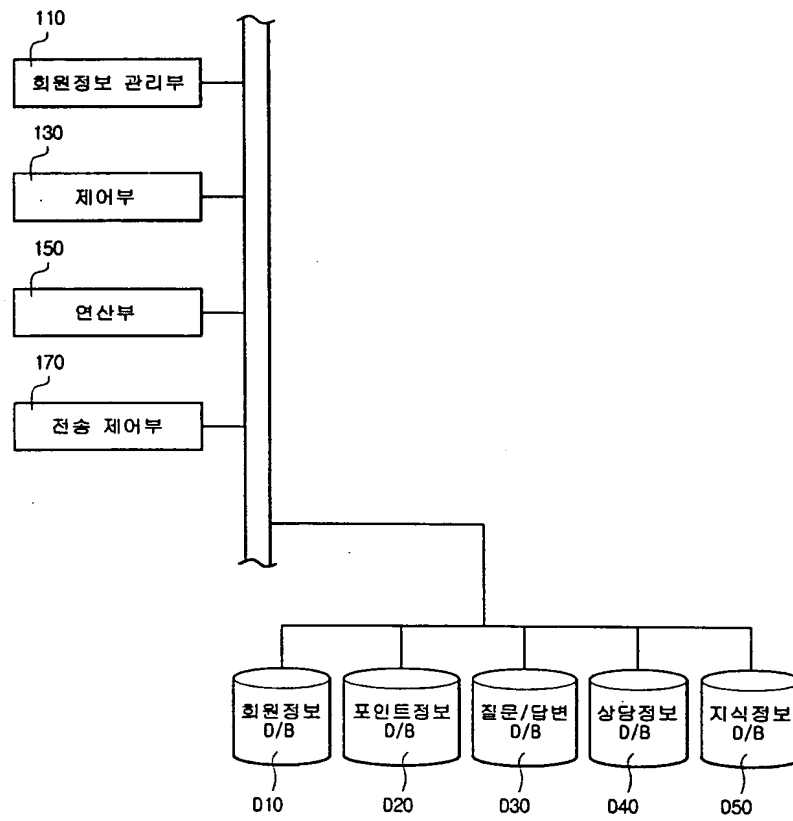 110
회원정보 관리부
130
제어부
150
연산부
170
전송 제어부
회원정보
D/B
포인트정보
D/B
질문/답변
D/B
상담정보
D/B
지식정보
D/B
D10
D20
D30
D40
D50